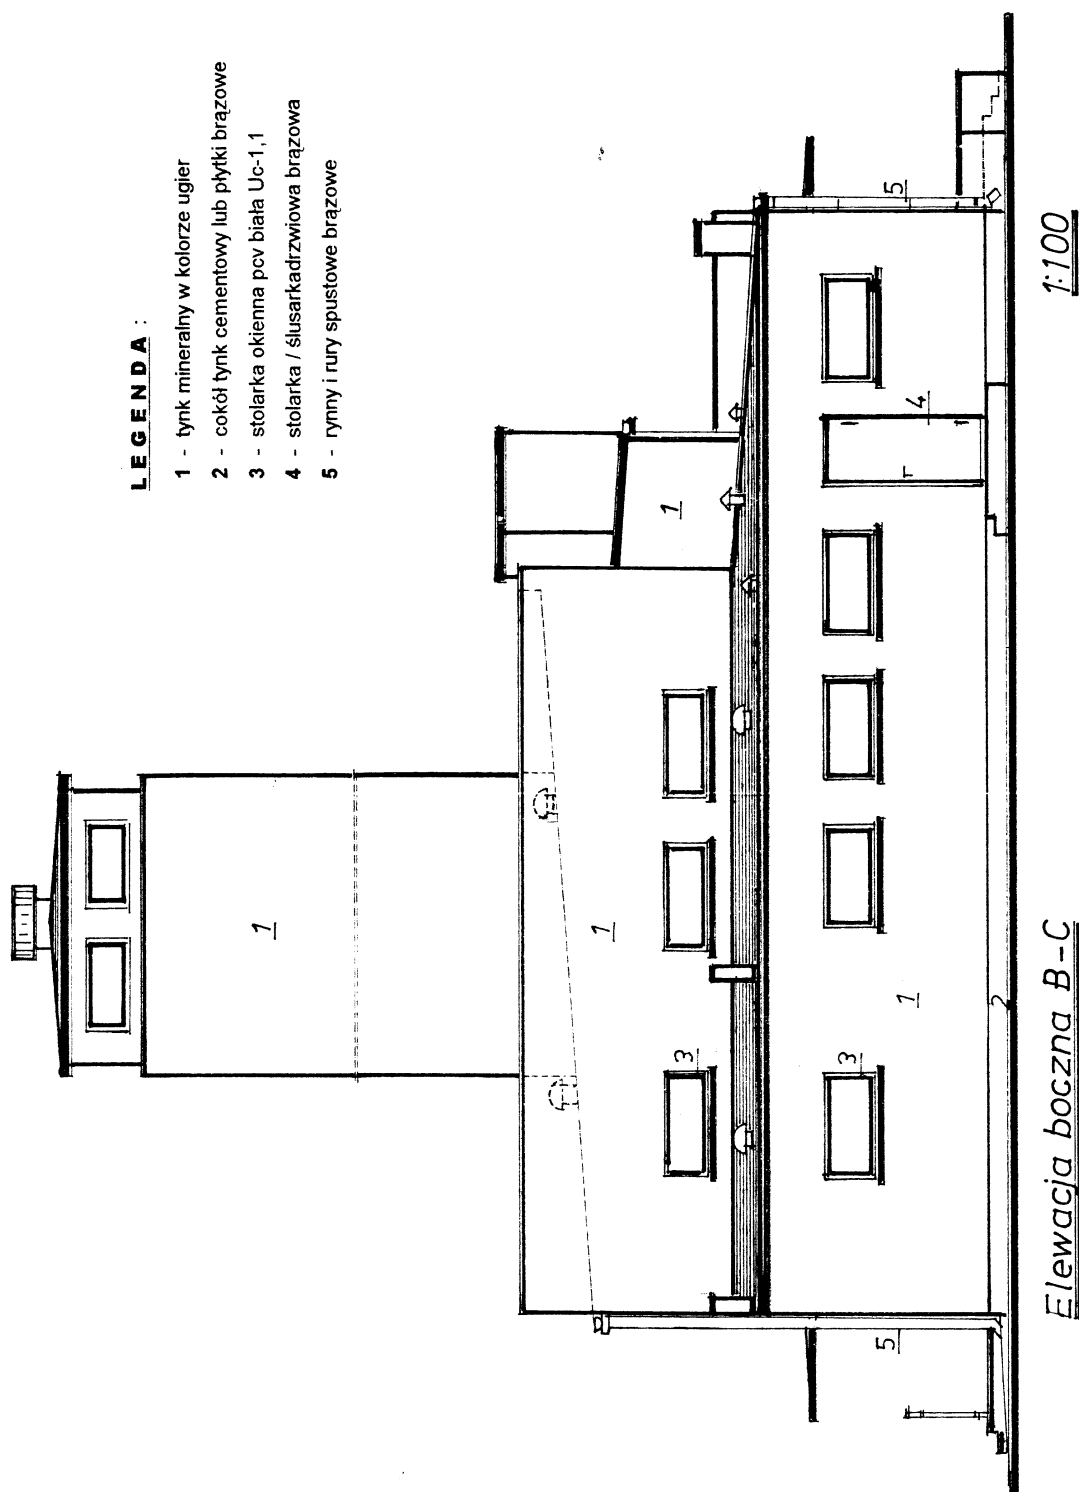 LEGENDA :
1 - tynk mineralny w kolorze ugier
2 - cokół tynk cementowy lub płytki brązowe
3 - stolarka okienna pcv biała Uc-1,1
4 - stolarka / ślusarkadrzwiowa brązowa
5 - rynny i rury spustowe brązowe
1
1
1
3
5
4
3
1
5
2
Elewacja boczna B-C
1:100